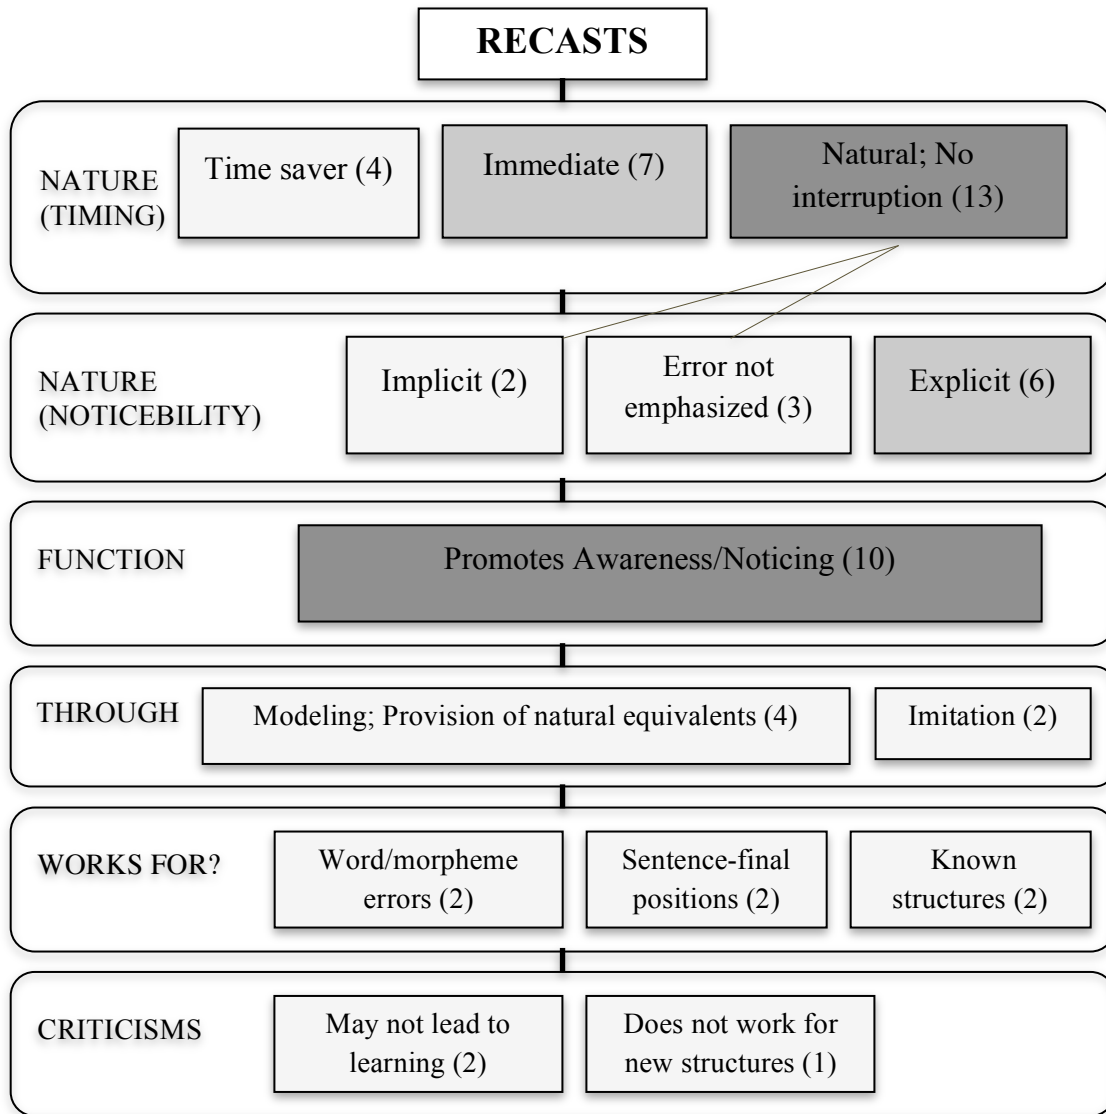 RECASTS
NATURE
(TIMING)
Time saver (4)
Immediate (7)
Natural; No
interruption (13)
NATURE
(NOTICEBILITY)
Implicit (2)
Error not
emphasized (3)
Explicit (6)
FUNCTION
Promotes Awareness/Noticing (10)
THROUGH
Modeling; Provision of natural equivalents (4)
Imitation (2)
WORKS FOR?
Word/morpheme
errors (2)
Sentence-final
positions (2)
Known
structures (2)
CRITICISMS
May not lead to
learning (2)
Does not work for
new structures (1)